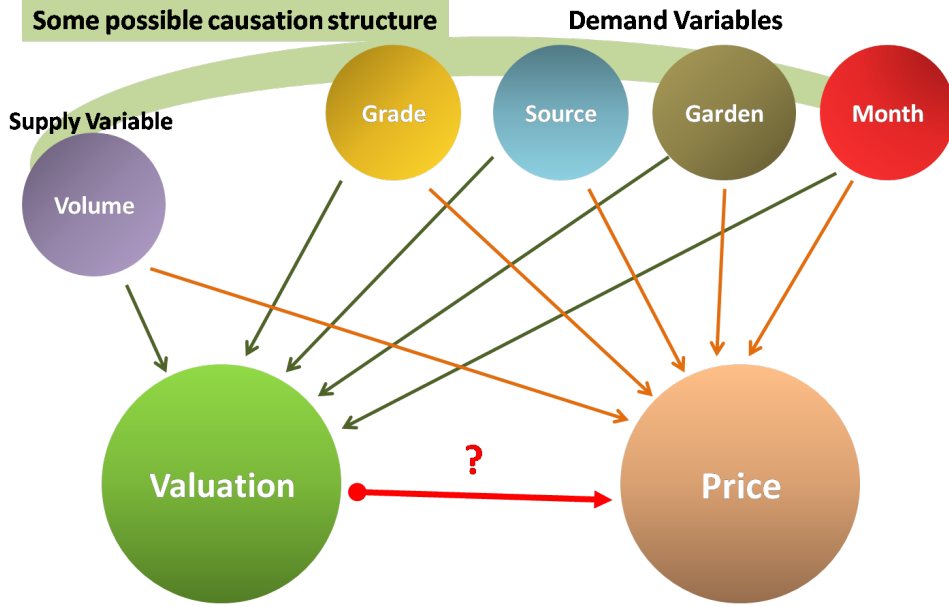 Some possible causation structure
Demand Variables
Supply Variable
Grade
Source
Garden
Month
Volume
?
Valuation
Price